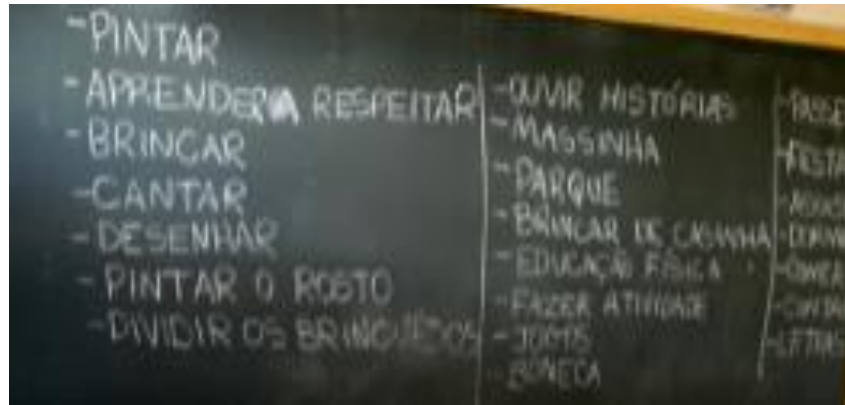 -PINTAR
-APRENDER A RESPEITAR
-BRINCAR
-CANTAR
-DESENHAR
-PINTAR O ROSTO
-DIVIDIR OS BRINQUEDOS
-OUVIR HISTÓRIAS
-MASSINHA
-PARQUE
-BRINCAR DE CASINHA
-EDUCAÇÃO FÍSICA
-FAZER ATIVIDADE
-JOGOS
-BONECA